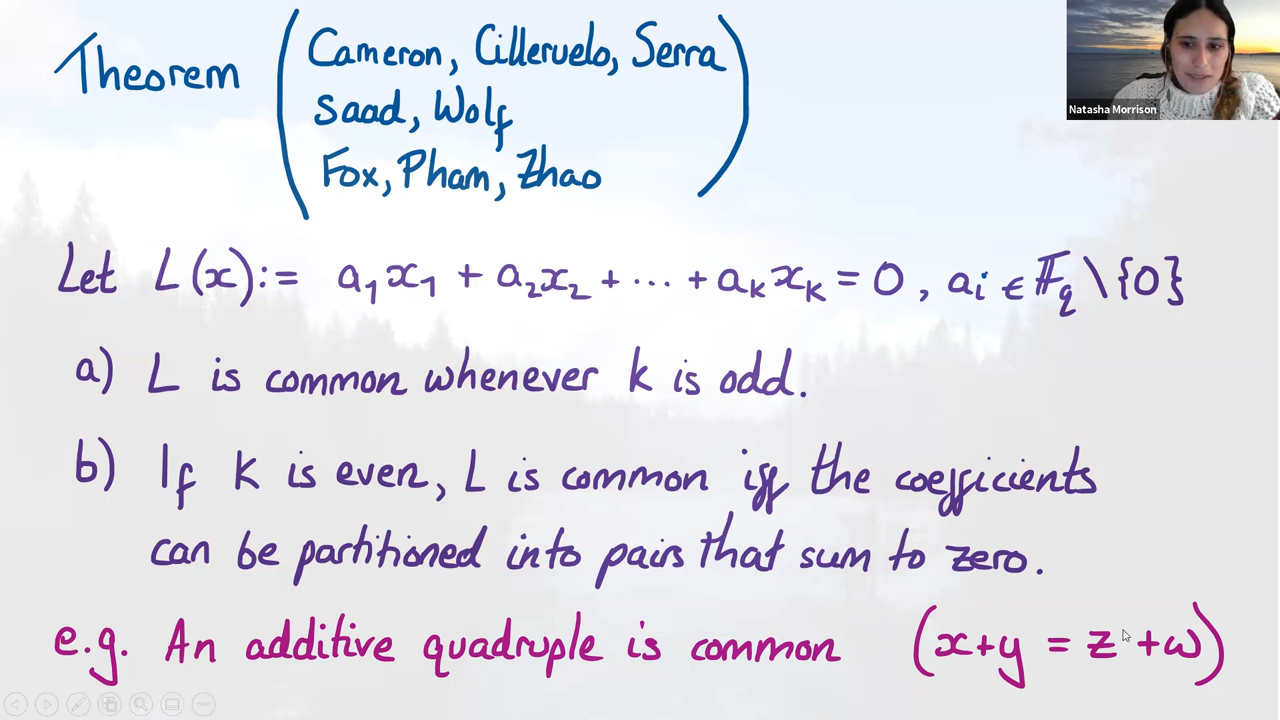 Theorem (Cameron, Cilleruelo, Serra
Saad, Wolf
Fox, Pham, Zhao)
Natasha Morrison
Let L(x) := a₁x₁ + a₂x₂ + ... + aₖxₖ = 0, aᵢ ∈ 𝔽_q \ {0}
a) L is common whenever k is odd.
b) If k is even, L is common iff the coefficients
can be partitioned into pairs that sum to zero.
e.g. An additive quadruple is common (x+y = z+w)